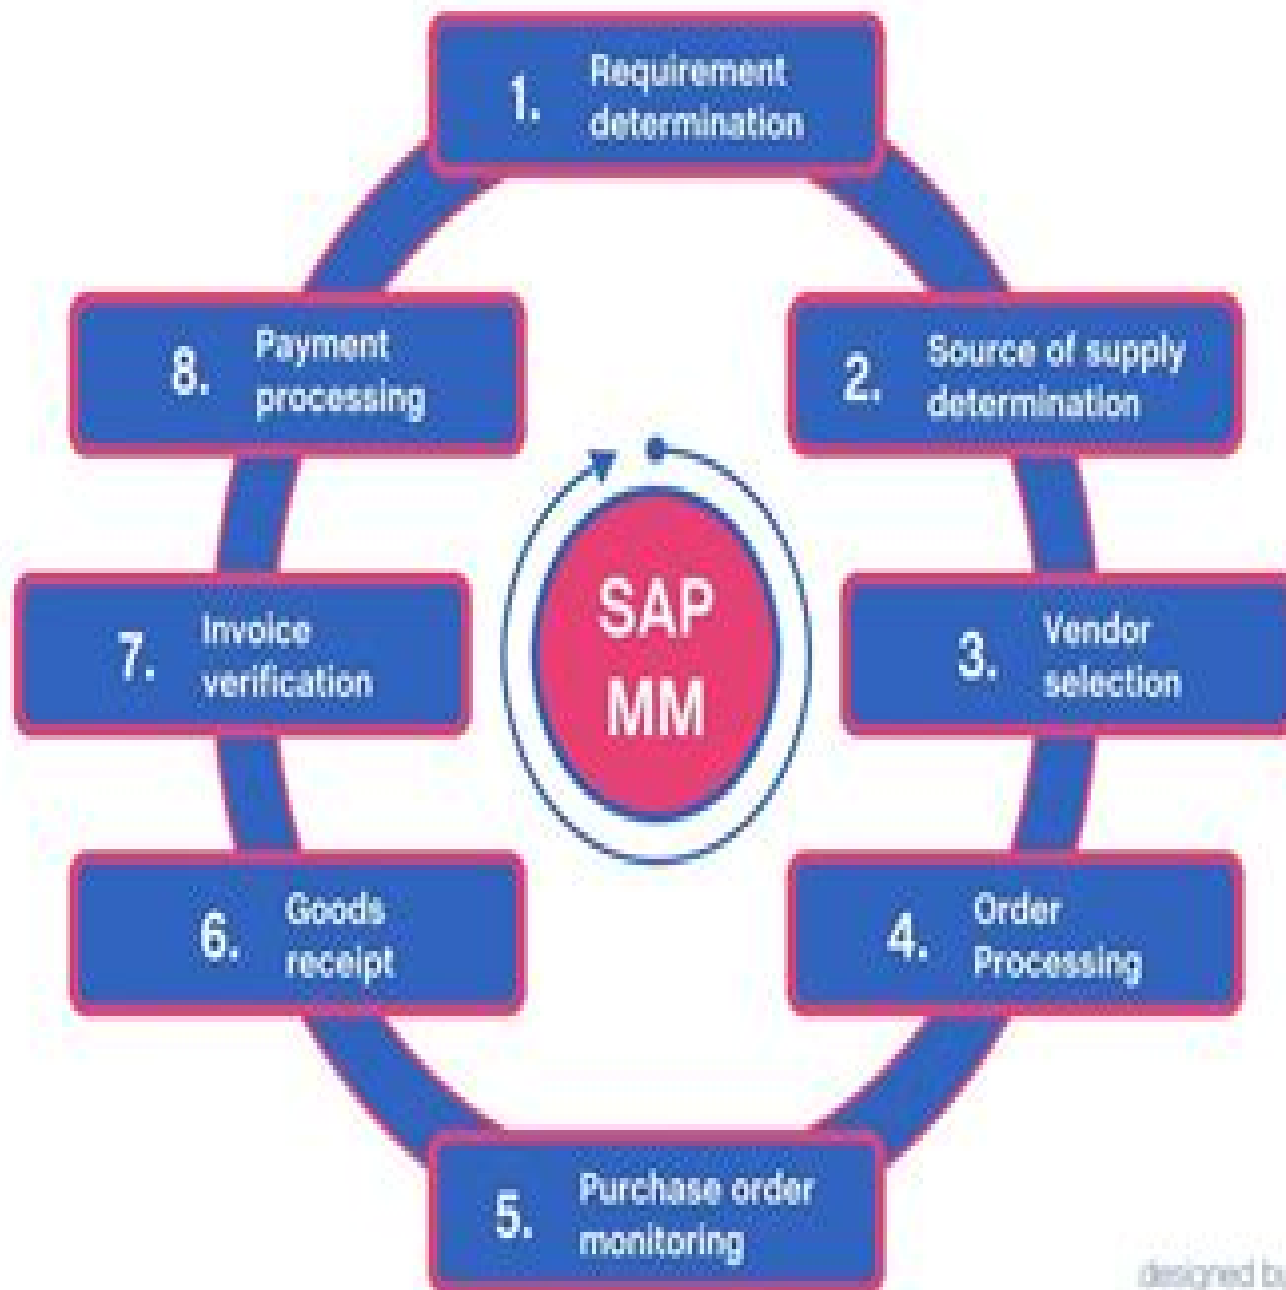 1. Requirement
determination
2. Source of supply
determination
3. Vendor
selection
4. Order
Processing
5. Purchase order
monitoring
6. Goods
receipt
7. Invoice
verification
8. Payment
processing
SAP
MM
designed by